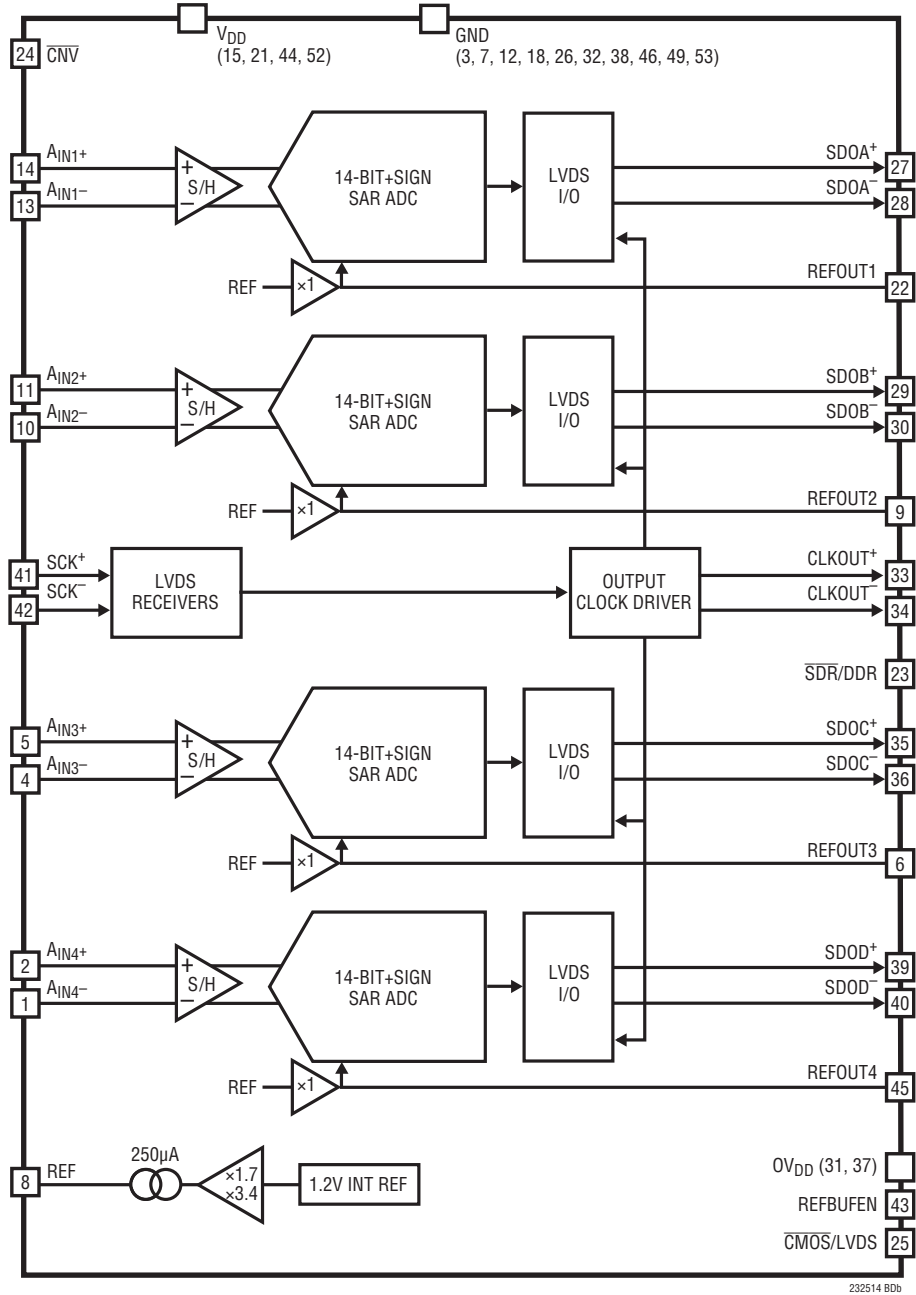 V_DD
(15, 21, 44, 52)
GND
(3, 7, 12, 18, 26, 32, 38, 46, 49, 53)
24 C̅N̅V̅
14 A_IN1+
13 A_IN1–
+
S/H
–
14-BIT+SIGN
SAR ADC
LVDS
I/O
SDOA⁺ 27
SDOA⁻ 28
REF ×1
REFOUT1 22
11 A_IN2+
10 A_IN2–
+
S/H
–
14-BIT+SIGN
SAR ADC
LVDS
I/O
SDOB⁺ 29
SDOB⁻ 30
REF ×1
REFOUT2 9
41 SCK⁺
42 SCK⁻
LVDS
RECEIVERS
OUTPUT
CLOCK DRIVER
CLKOUT⁺ 33
CLKOUT⁻ 34
S̅D̅R̅/DDR 23
5 A_IN3+
4 A_IN3–
+
S/H
–
14-BIT+SIGN
SAR ADC
LVDS
I/O
SDOC⁺ 35
SDOC⁻ 36
REF ×1
REFOUT3 6
2 A_IN4+
1 A_IN4–
+
S/H
–
14-BIT+SIGN
SAR ADC
LVDS
I/O
SDOD⁺ 39
SDOD⁻ 40
REF ×1
REFOUT4 45
8 REF
250µA
×1.7
×3.4
1.2V INT REF
OV_DD (31, 37)
REFBUFEN 43
C̅M̅O̅S̅/LVDS 25
232514 BDb